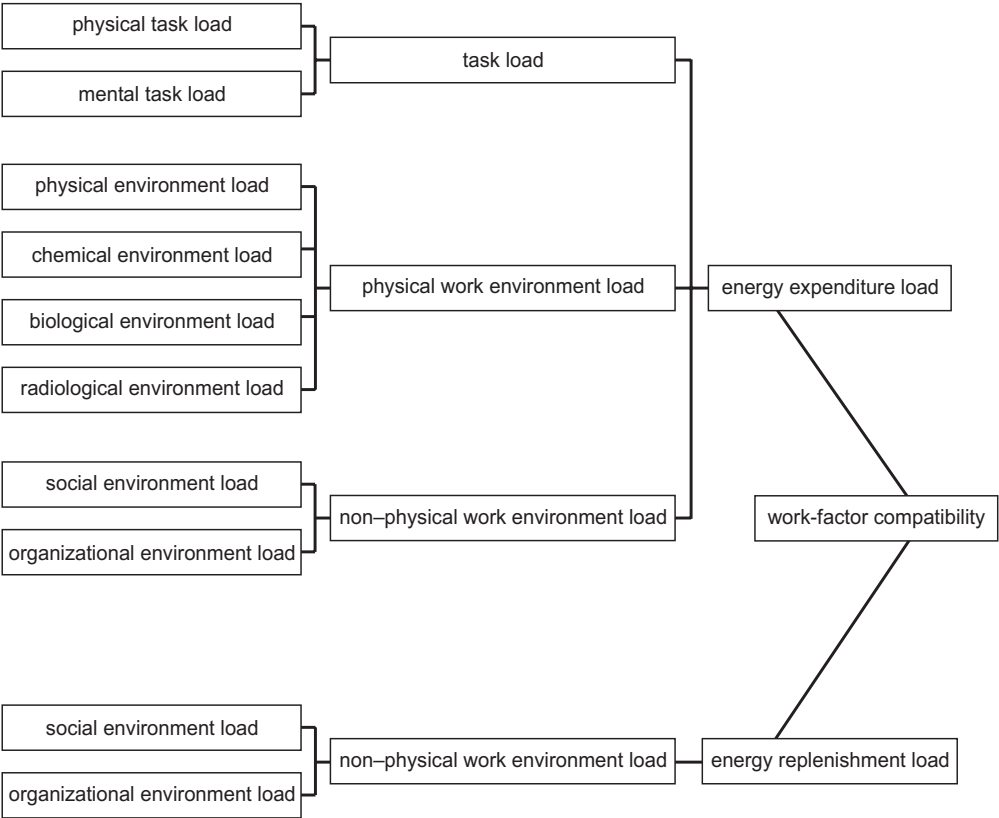 physical task load
task load
mental task load
physical environment load
chemical environment load
physical work environment load
energy expenditure load
biological environment load
radiological environment load
social environment load
non–physical work environment load
work-factor compatibility
organizational environment load
social environment load
non–physical work environment load
energy replenishment load
organizational environment load